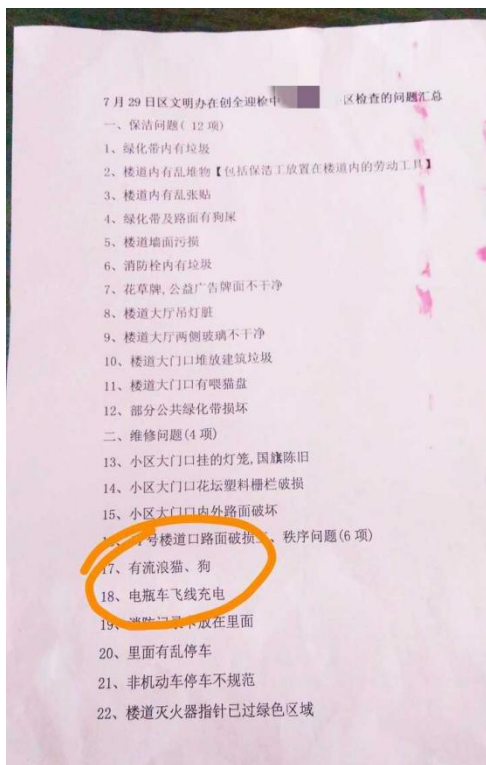 7月29日区文明办在创全迎检中 区检查的问题汇总
一、保洁问题( 12 项)
1、绿化带内有垃圾
2、楼道内有乱堆物【包括保洁工放置在楼道内的劳动工具】
3、楼道内有乱张贴
4、绿化带及路面有狗屎
5、楼道墙面污损
6、消防栓内有垃圾
7、花草牌,公益广告牌面不干净
8、楼道大厅吊灯脏
9、楼道大厅两侧玻璃不干净
10、楼道大门口堆放建筑垃圾
11、楼道大门口有喂猫盘
12、部分公共绿化带损坏
二、维修问题(4 项)
13、小区大门口挂的灯笼,国旗陈旧
14、小区大门口花坛塑料栅栏破损
15、小区大门口内外路面破坏
号楼道口路面破损 、秩序问题(6 项)
17、有流浪猫、狗
18、电瓶车飞线充电
19、消防记录卡放在里面
20、里面有乱停车
21、非机动车停车不规范
22、楼道灭火器指针已过绿色区域